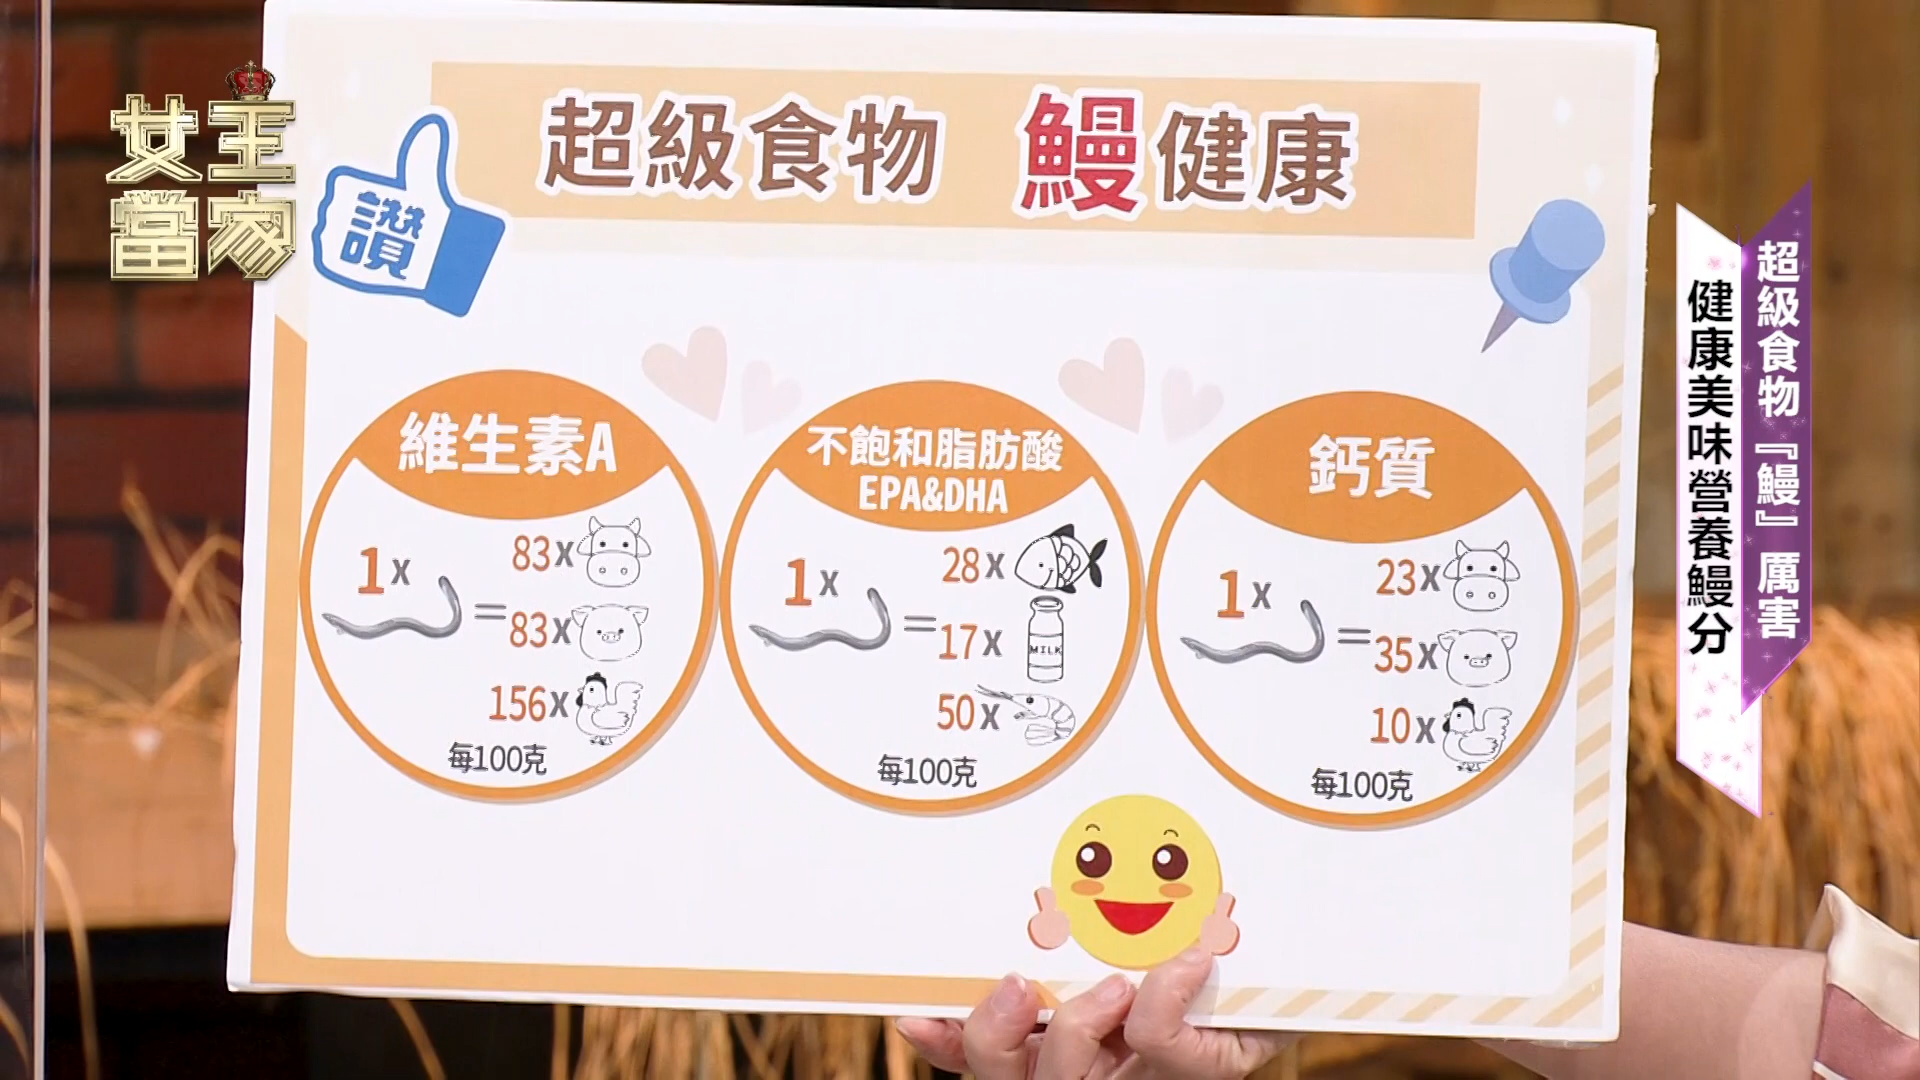 女王
當家
超級食物 鰻健康
讚
維生素A
1x
=
83x
83x
156x
每100克
不飽和脂肪酸
EPA&DHA
1x
=
28x
17x
MILK
50x
每100克
鈣質
1x
=
23x
35x
10x
每100克
超級食物『鰻』厲害
健康美味營養鰻分